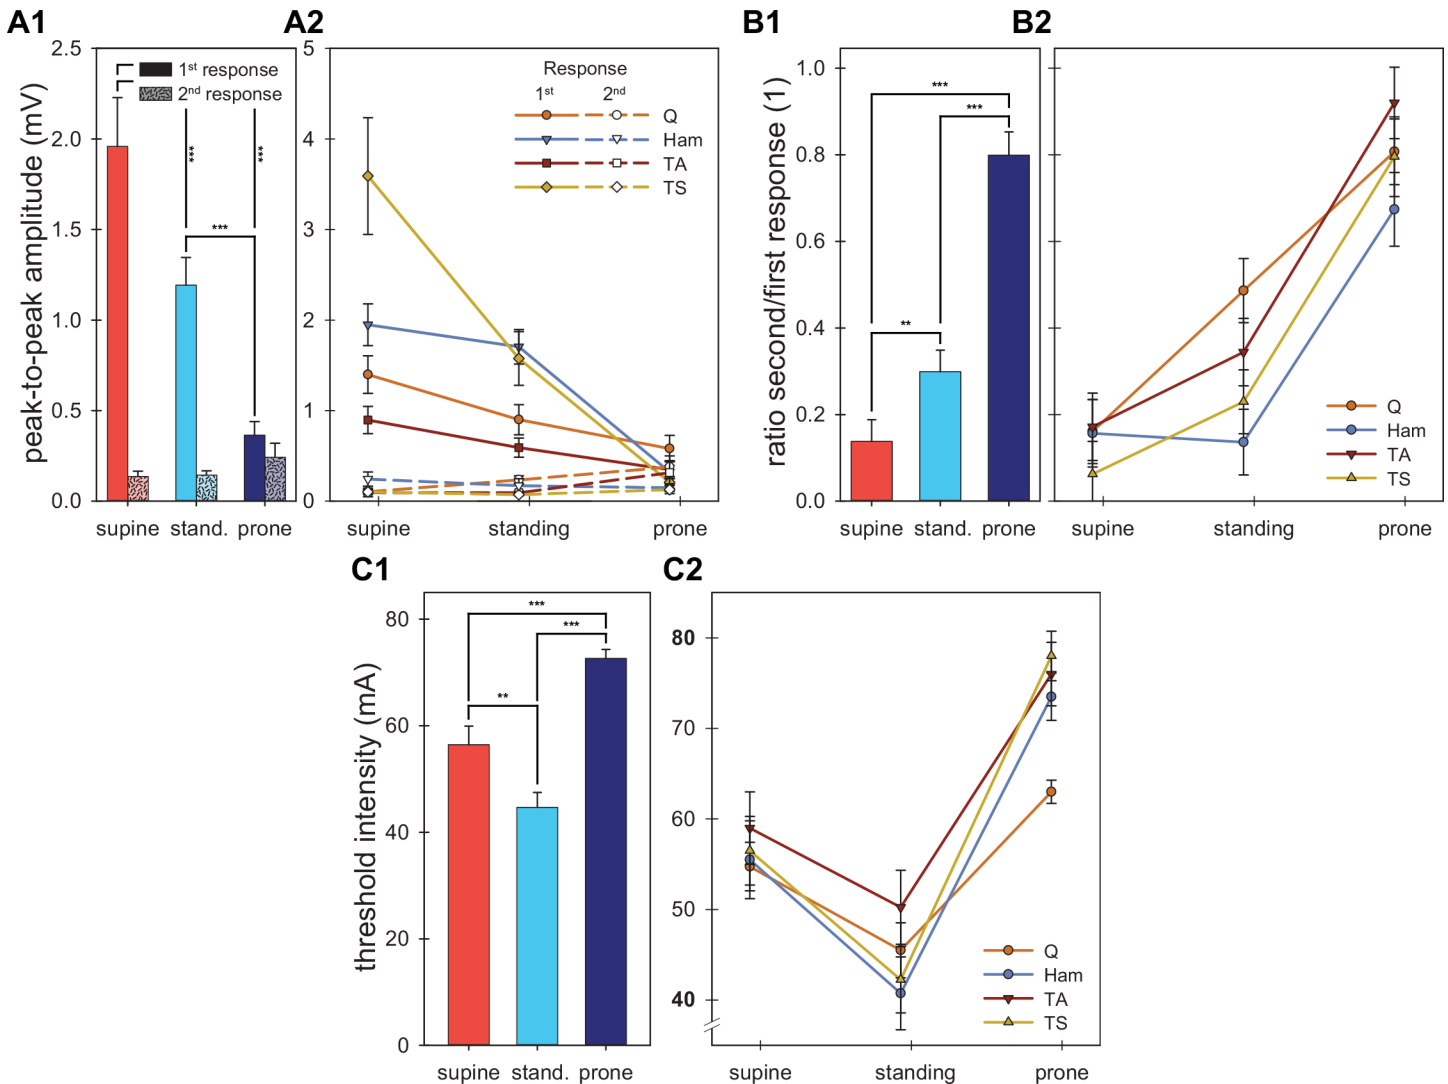 A1
A2
B1
B2
2.5
2.0
1.5
1.0
0.5
0.0
peak-to-peak amplitude (mV)
1st response
2nd response
***
***
***
supine
stand.
prone
5
4
3
2
1
0
Response
1st
2nd
Q
Ham
TA
TS
supine
standing
prone
1.0
0.8
0.6
0.4
0.2
0.0
ratio second/first response (1)
***
***
**
supine
stand.
prone
Q
Ham
TA
TS
supine
standing
prone
C1
C2
80
60
40
20
0
threshold intensity (mA)
***
***
**
supine
stand.
prone
80
70
60
50
40
Q
Ham
TA
TS
supine
standing
prone